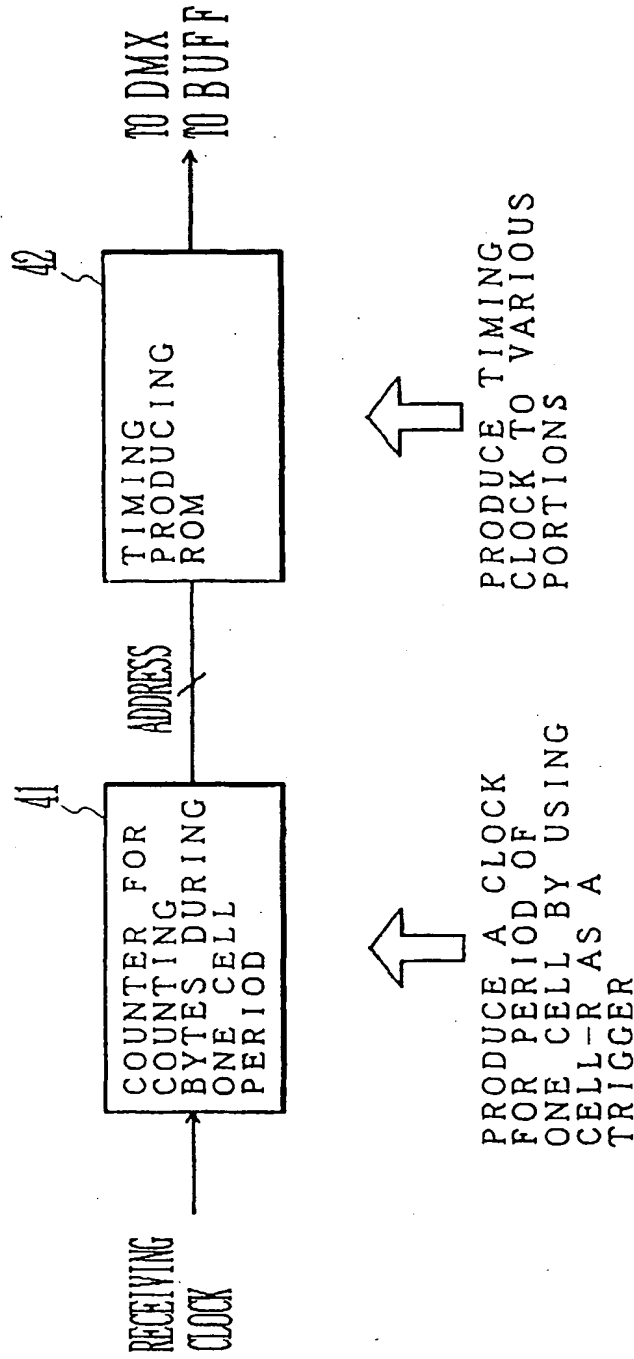 RECEIVING
CLOCK
41
COUNTER FOR
COUNTING
BYTES DURING
ONE CELL
PERIOD
ADDRESS
42
TIMING
PRODUCING
ROM
TO DMX
TO BUFF
PRODUCE A CLOCK
FOR PERIOD OF
ONE CELL BY USING
CELL-R AS A
TRIGGER
PRODUCE TIMING
CLOCK TO VARIOUS
PORTIONS